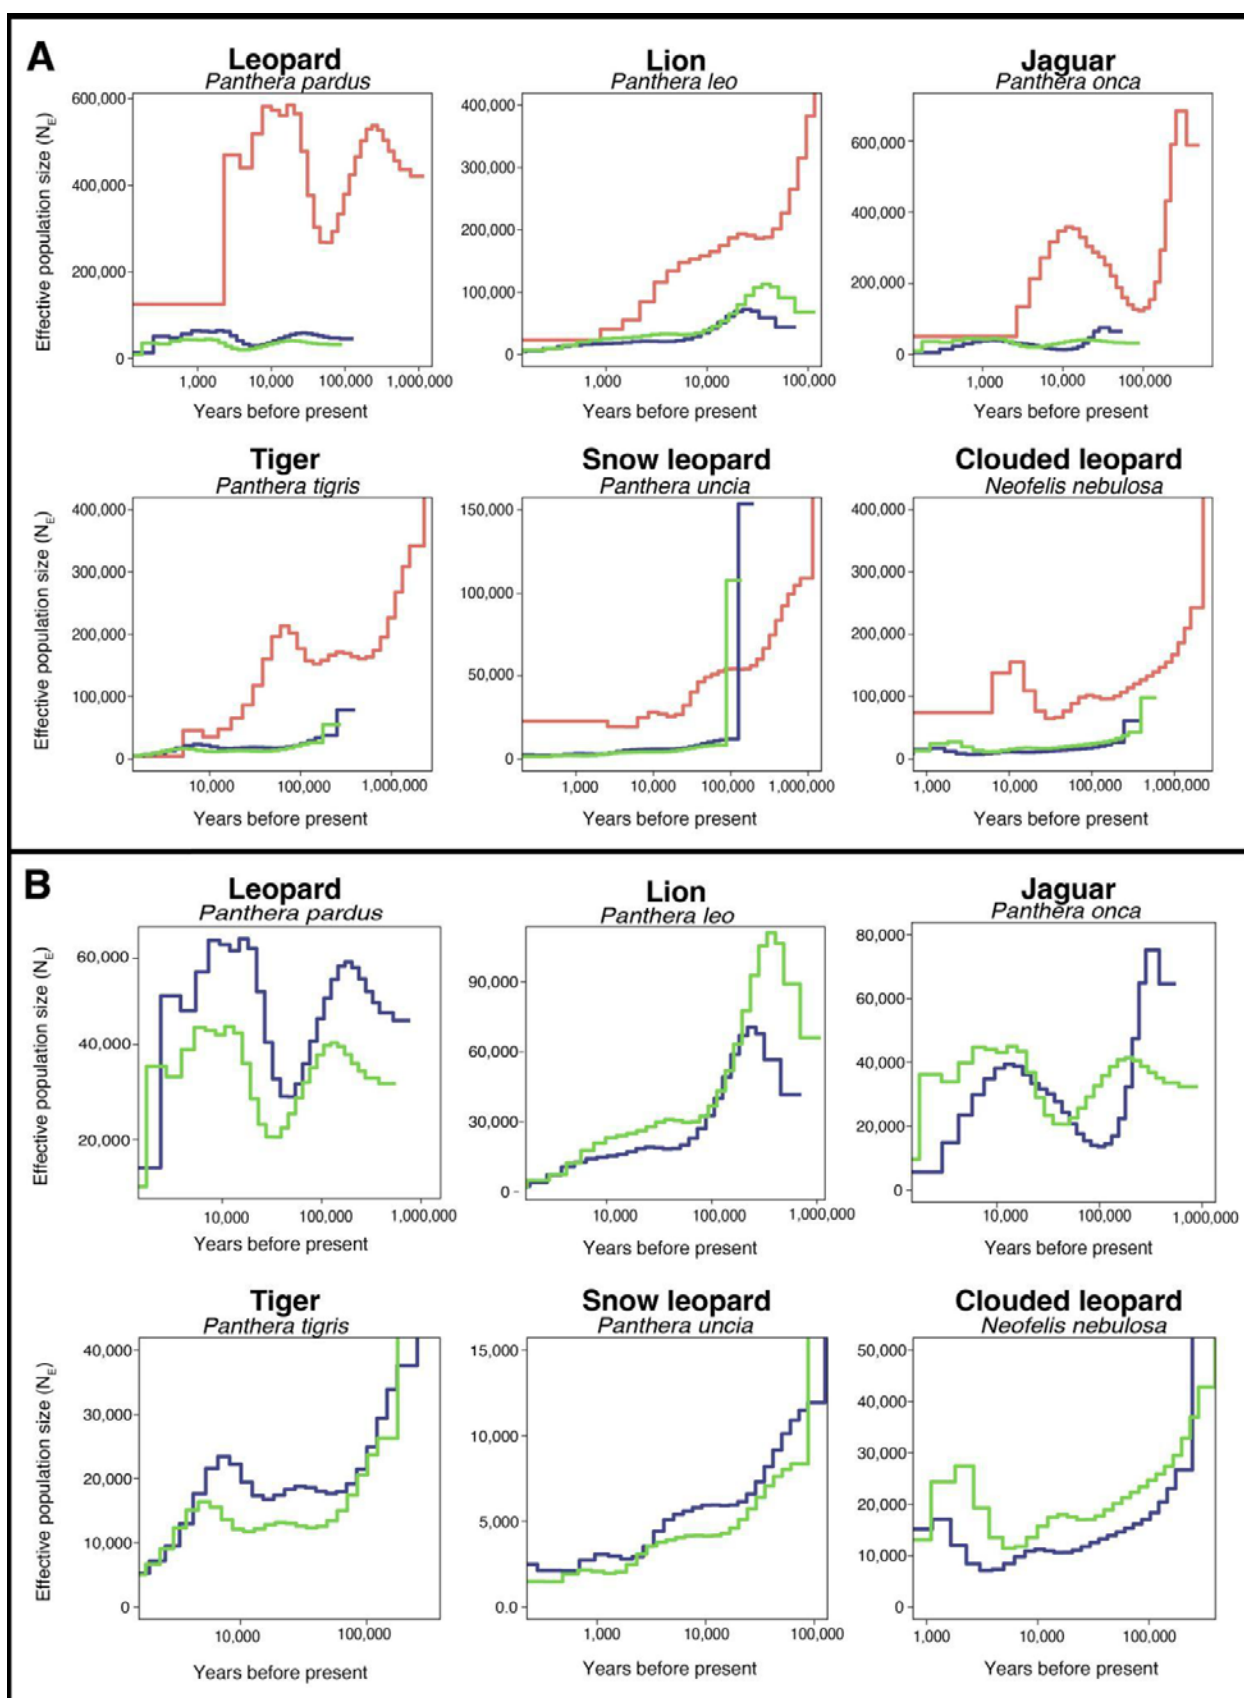 A
Leopard
Panthera pardus
Lion
Panthera leo
Jaguar
Panthera onca
Effective population size (NE)
600,000
400,000
200,000
0
1,000
10,000
100,000
1,000,000
Years before present
400,000
300,000
200,000
100,000
0
1,000
10,000
100,000
Years before present
600,000
400,000
200,000
0
1,000
10,000
100,000
Years before present
Tiger
Panthera tigris
Snow leopard
Panthera uncia
Clouded leopard
Neofelis nebulosa
Effective population size (NE)
400,000
300,000
200,000
100,000
0
10,000
100,000
1,000,000
Years before present
150,000
100,000
50,000
0
1,000
10,000
100,000
1,000,000
Years before present
400,000
300,000
200,000
100,000
0
1,000
10,000
100,000
1,000,000
Years before present
B
Leopard
Panthera pardus
Lion
Panthera leo
Jaguar
Panthera onca
Effective population size (NE)
60,000
40,000
20,000
10,000
100,000
1,000,000
Years before present
90,000
60,000
30,000
0
10,000
100,000
1,000,000
Years before present
80,000
60,000
40,000
20,000
0
10,000
100,000
1,000,000
Years before present
Tiger
Panthera tigris
Snow leopard
Panthera uncia
Clouded leopard
Neofelis nebulosa
Effective population size (NE)
40,000
30,000
20,000
10,000
0
10,000
100,000
Years before present
15,000
10,000
5,000
0.0
1,000
10,000
100,000
Years before present
50,000
40,000
30,000
20,000
10,000
0
1,000
10,000
100,000
Years before present